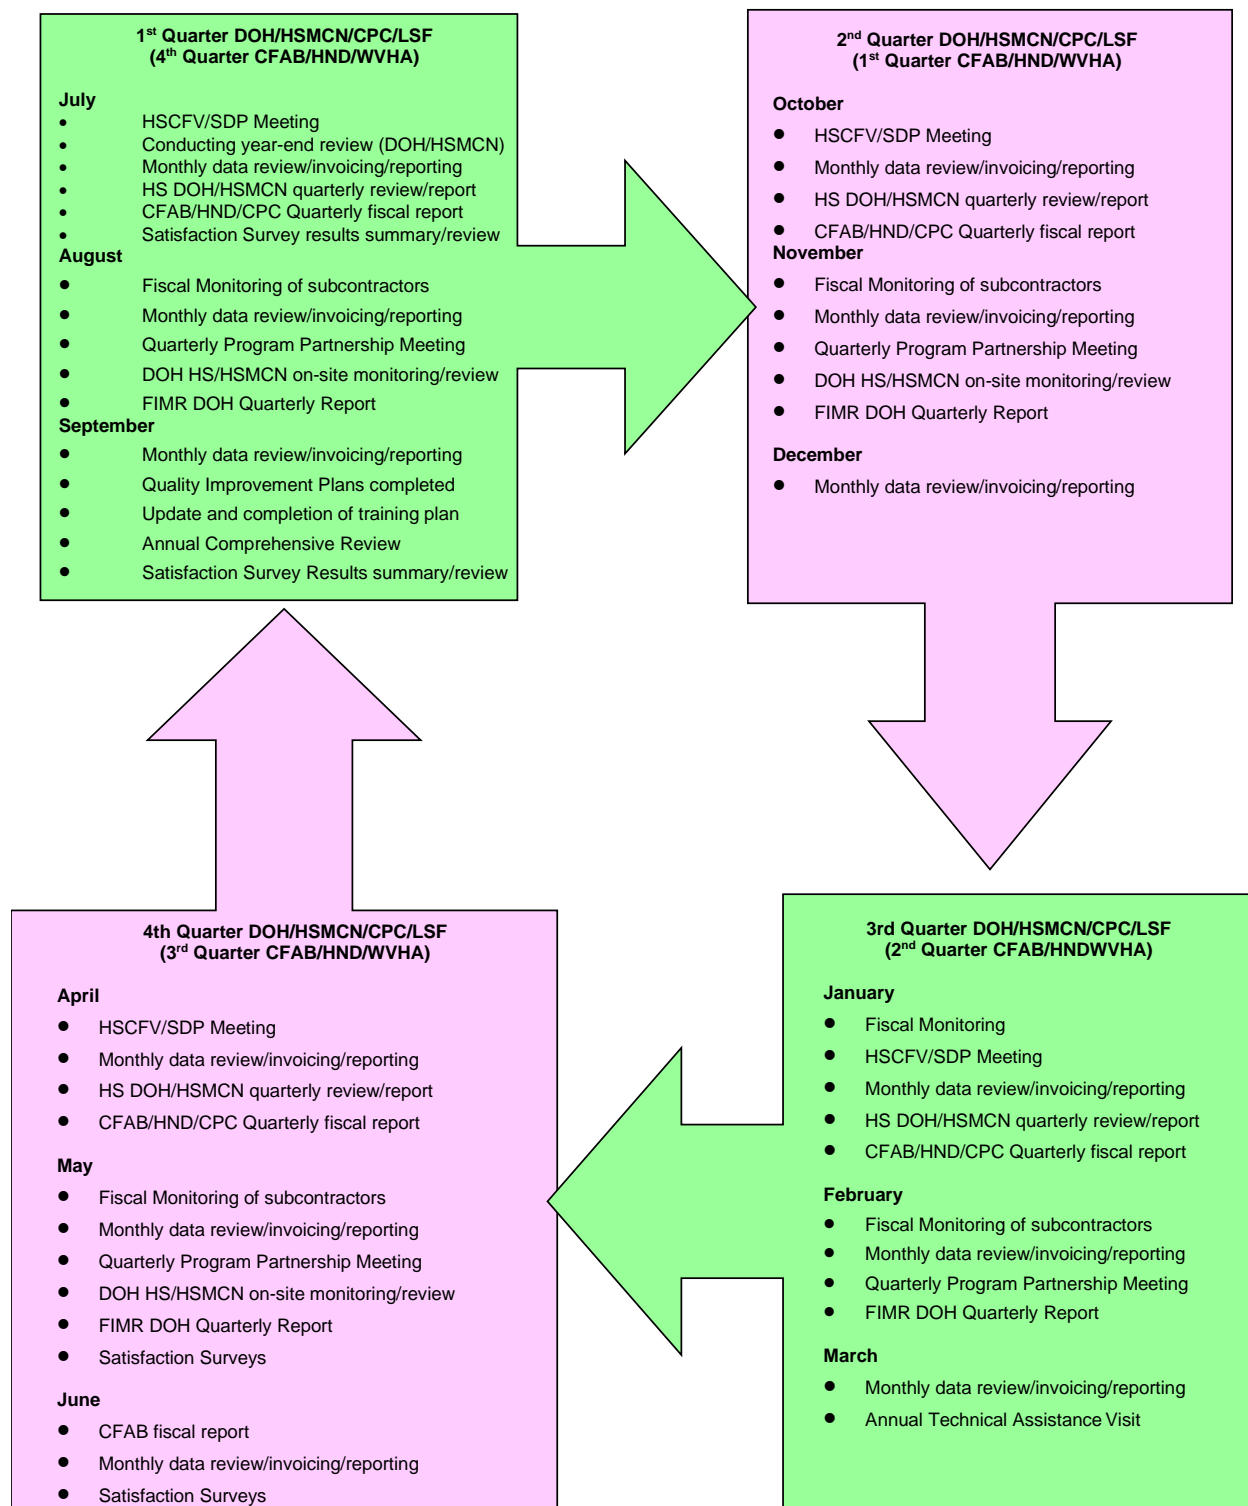 1st Quarter DOH/HSMCN/CPC/LSF
(4th Quarter CFAB/HND/WVHA)
July
• HSCFV/SDP Meeting
• Conducting year-end review (DOH/HSMCN)
• Monthly data review/invoicing/reporting
• HS DOH/HSMCN quarterly review/report
• CFAB/HND/CPC Quarterly fiscal report
• Satisfaction Survey results summary/review
August
• Fiscal Monitoring of subcontractors
• Monthly data review/invoicing/reporting
• Quarterly Program Partnership Meeting
• DOH HS/HSMCN on-site monitoring/review
• FIMR DOH Quarterly Report
September
• Monthly data review/invoicing/reporting
• Quality Improvement Plans completed
• Update and completion of training plan
• Annual Comprehensive Review
• Satisfaction Survey Results summary/review
2nd Quarter DOH/HSMCN/CPC/LSF
(1st Quarter CFAB/HND/WVHA)
October
• HSCFV/SDP Meeting
• Monthly data review/invoicing/reporting
• HS DOH/HSMCN quarterly review/report
• CFAB/HND/CPC Quarterly fiscal report
November
• Fiscal Monitoring of subcontractors
• Monthly data review/invoicing/reporting
• Quarterly Program Partnership Meeting
• DOH HS/HSMCN on-site monitoring/review
• FIMR DOH Quarterly Report
December
• Monthly data review/invoicing/reporting
3rd Quarter DOH/HSMCN/CPC/LSF
(2nd Quarter CFAB/HNDWVHA)
January
• Fiscal Monitoring
• HSCFV/SDP Meeting
• Monthly data review/invoicing/reporting
• HS DOH/HSMCN quarterly review/report
• CFAB/HND/CPC Quarterly fiscal report
February
• Fiscal Monitoring of subcontractors
• Monthly data review/invoicing/reporting
• Quarterly Program Partnership Meeting
• FIMR DOH Quarterly Report
March
• Monthly data review/invoicing/reporting
• Annual Technical Assistance Visit
4th Quarter DOH/HSMCN/CPC/LSF
(3rd Quarter CFAB/HND/WVHA)
April
• HSCFV/SDP Meeting
• Monthly data review/invoicing/reporting
• HS DOH/HSMCN quarterly review/report
• CFAB/HND/CPC Quarterly fiscal report
May
• Fiscal Monitoring of subcontractors
• Monthly data review/invoicing/reporting
• Quarterly Program Partnership Meeting
• DOH HS/HSMCN on-site monitoring/review
• FIMR DOH Quarterly Report
• Satisfaction Surveys
June
• CFAB fiscal report
• Monthly data review/invoicing/reporting
• Satisfaction Surveys